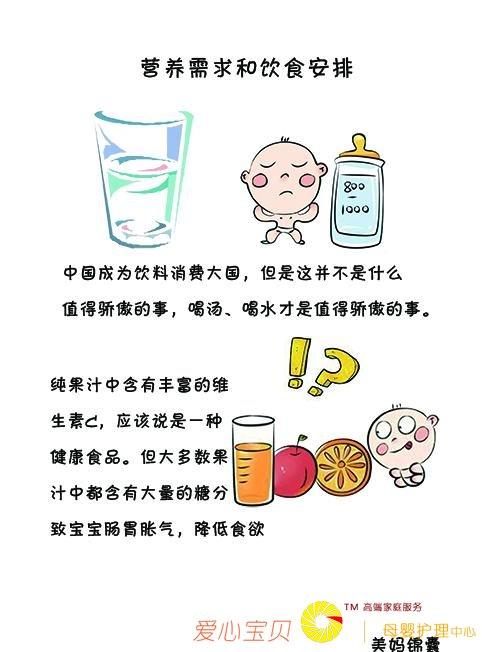 营养需求和饮食安排
800
1000
中国成为饮料消费大国，但是这并不是什么
值得骄傲的事，喝汤、喝水才是值得骄傲的事。
纯果汁中含有丰富的维
生素C，应该说是一种
健康食品。但大多数果
汁中都含有大量的糖分
致宝宝肠胃胀气，降低食欲
!?
TM 高端家庭服务
爱心宝贝
母婴护理中心
美妈锦囊